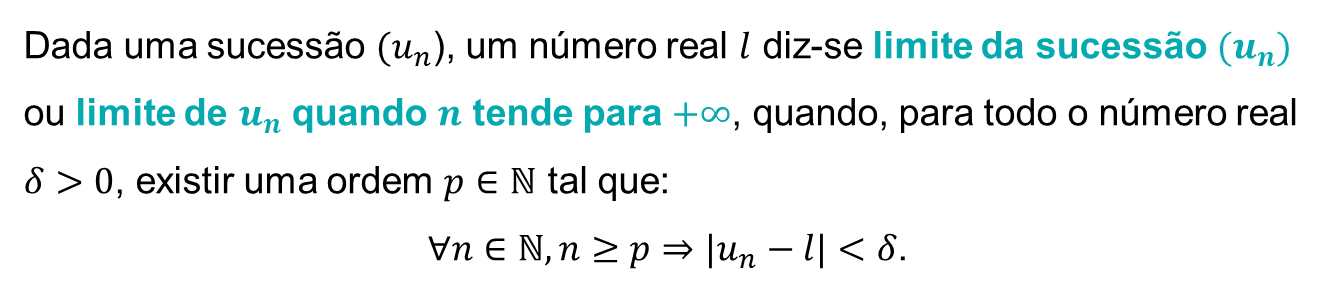 Dada uma sucessão (𝑢ₙ), um número real 𝑙 diz-se limite da sucessão (𝒖ₙ)
ou limite de 𝒖ₙ quando 𝒏 tende para +∞, quando, para todo o número real
𝛿 > 0, existir uma ordem 𝑝 ∈ ℕ tal que:
∀𝑛 ∈ ℕ, 𝑛 ≥ 𝑝 ⇒ |𝑢ₙ − 𝑙| < 𝛿.